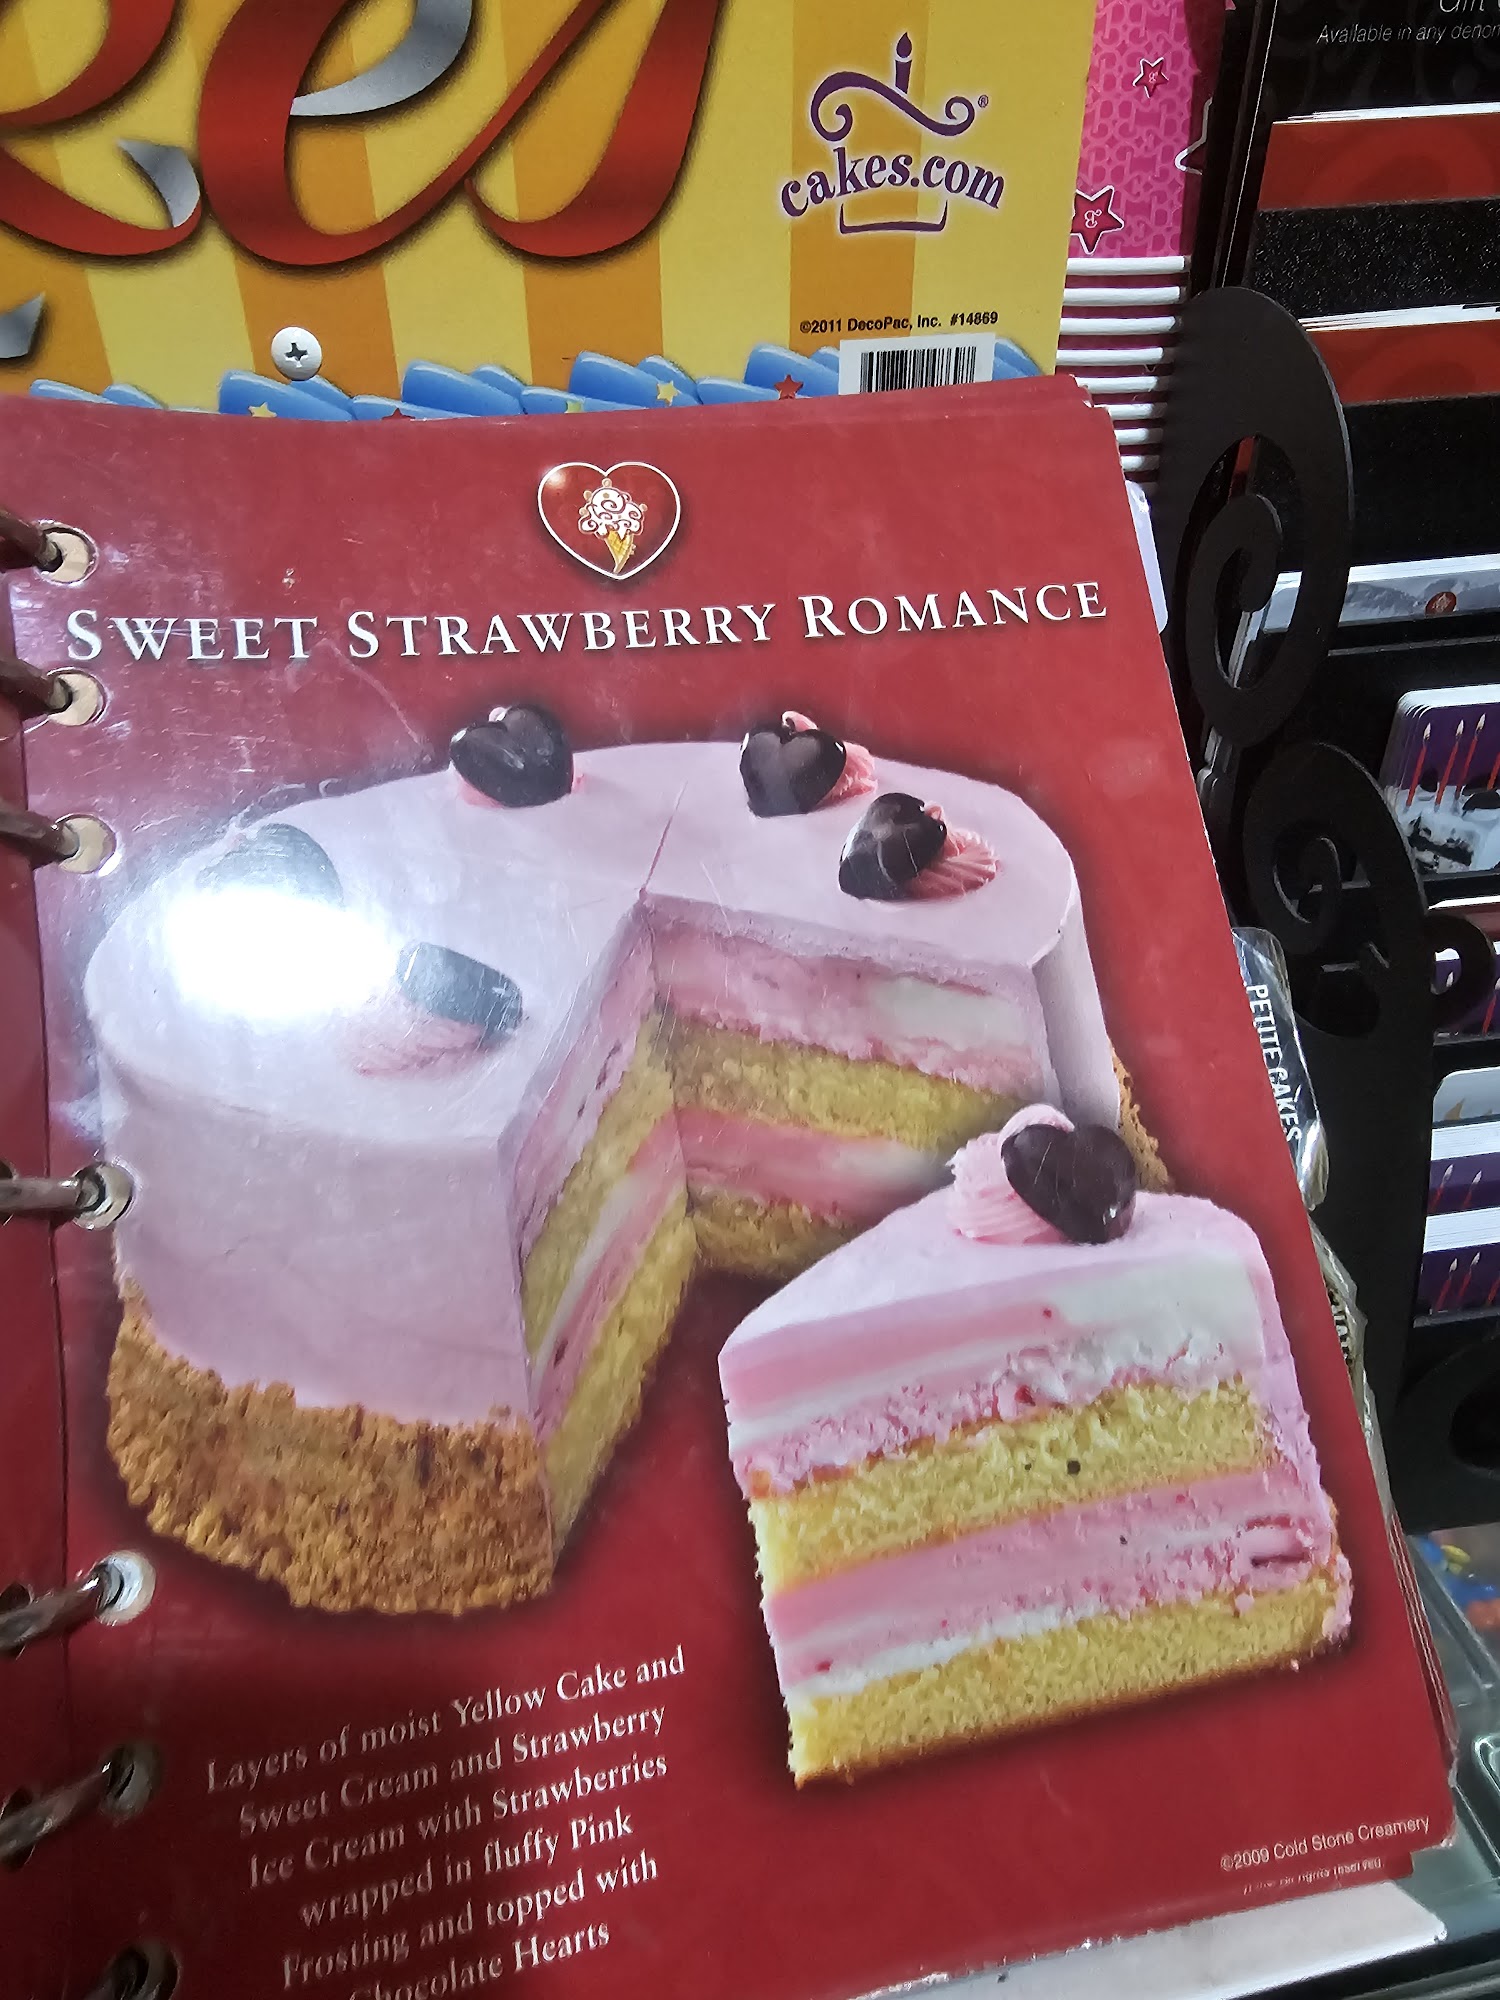 Available in any
cakes.com®
©2011 DecoPac, Inc. #14869
SWEET STRAWBERRY ROMANCE
PETITE CAKES
Layers of moist Yellow Cake and
Sweet Cream and Strawberry
Ice Cream with Strawberries
wrapped in fluffy Pink
Frosting and topped with
Chocolate Hearts
©2009 Cold Stone Creamery